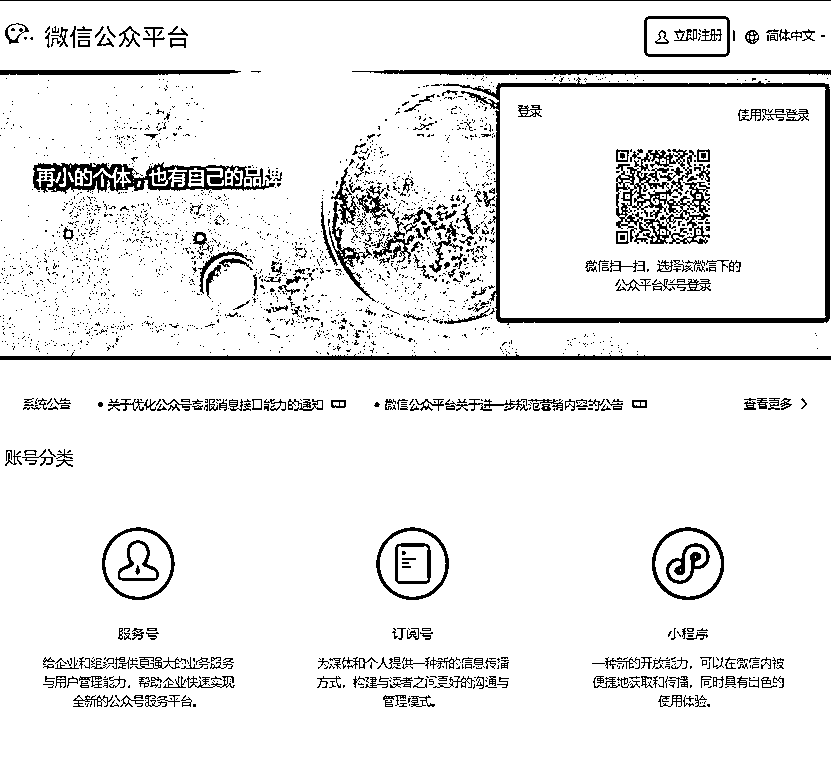 微信公众平台
立即注册
简体中文
登录
使用账号登录
再小的个体，也有自己的品牌
微信扫一扫，选择该微信下的
公众平台账号登录
系统公告
• 关于优化公众号客服消息接口能力的通知
• 微信公众平台关于进一步规范营销内容的公告
查看更多
账号分类
服务号
给企业和组织提供更强大的业务服务
与用户管理能力，帮助企业快速实现
全新的公众号服务平台。
订阅号
为媒体和个人提供一种新的信息传播
方式，构建与读者之间更好的沟通与
管理模式。
小程序
一种新的开放能力，可以在微信内被
便捷地获取和传播，同时具有出色的
使用体验。